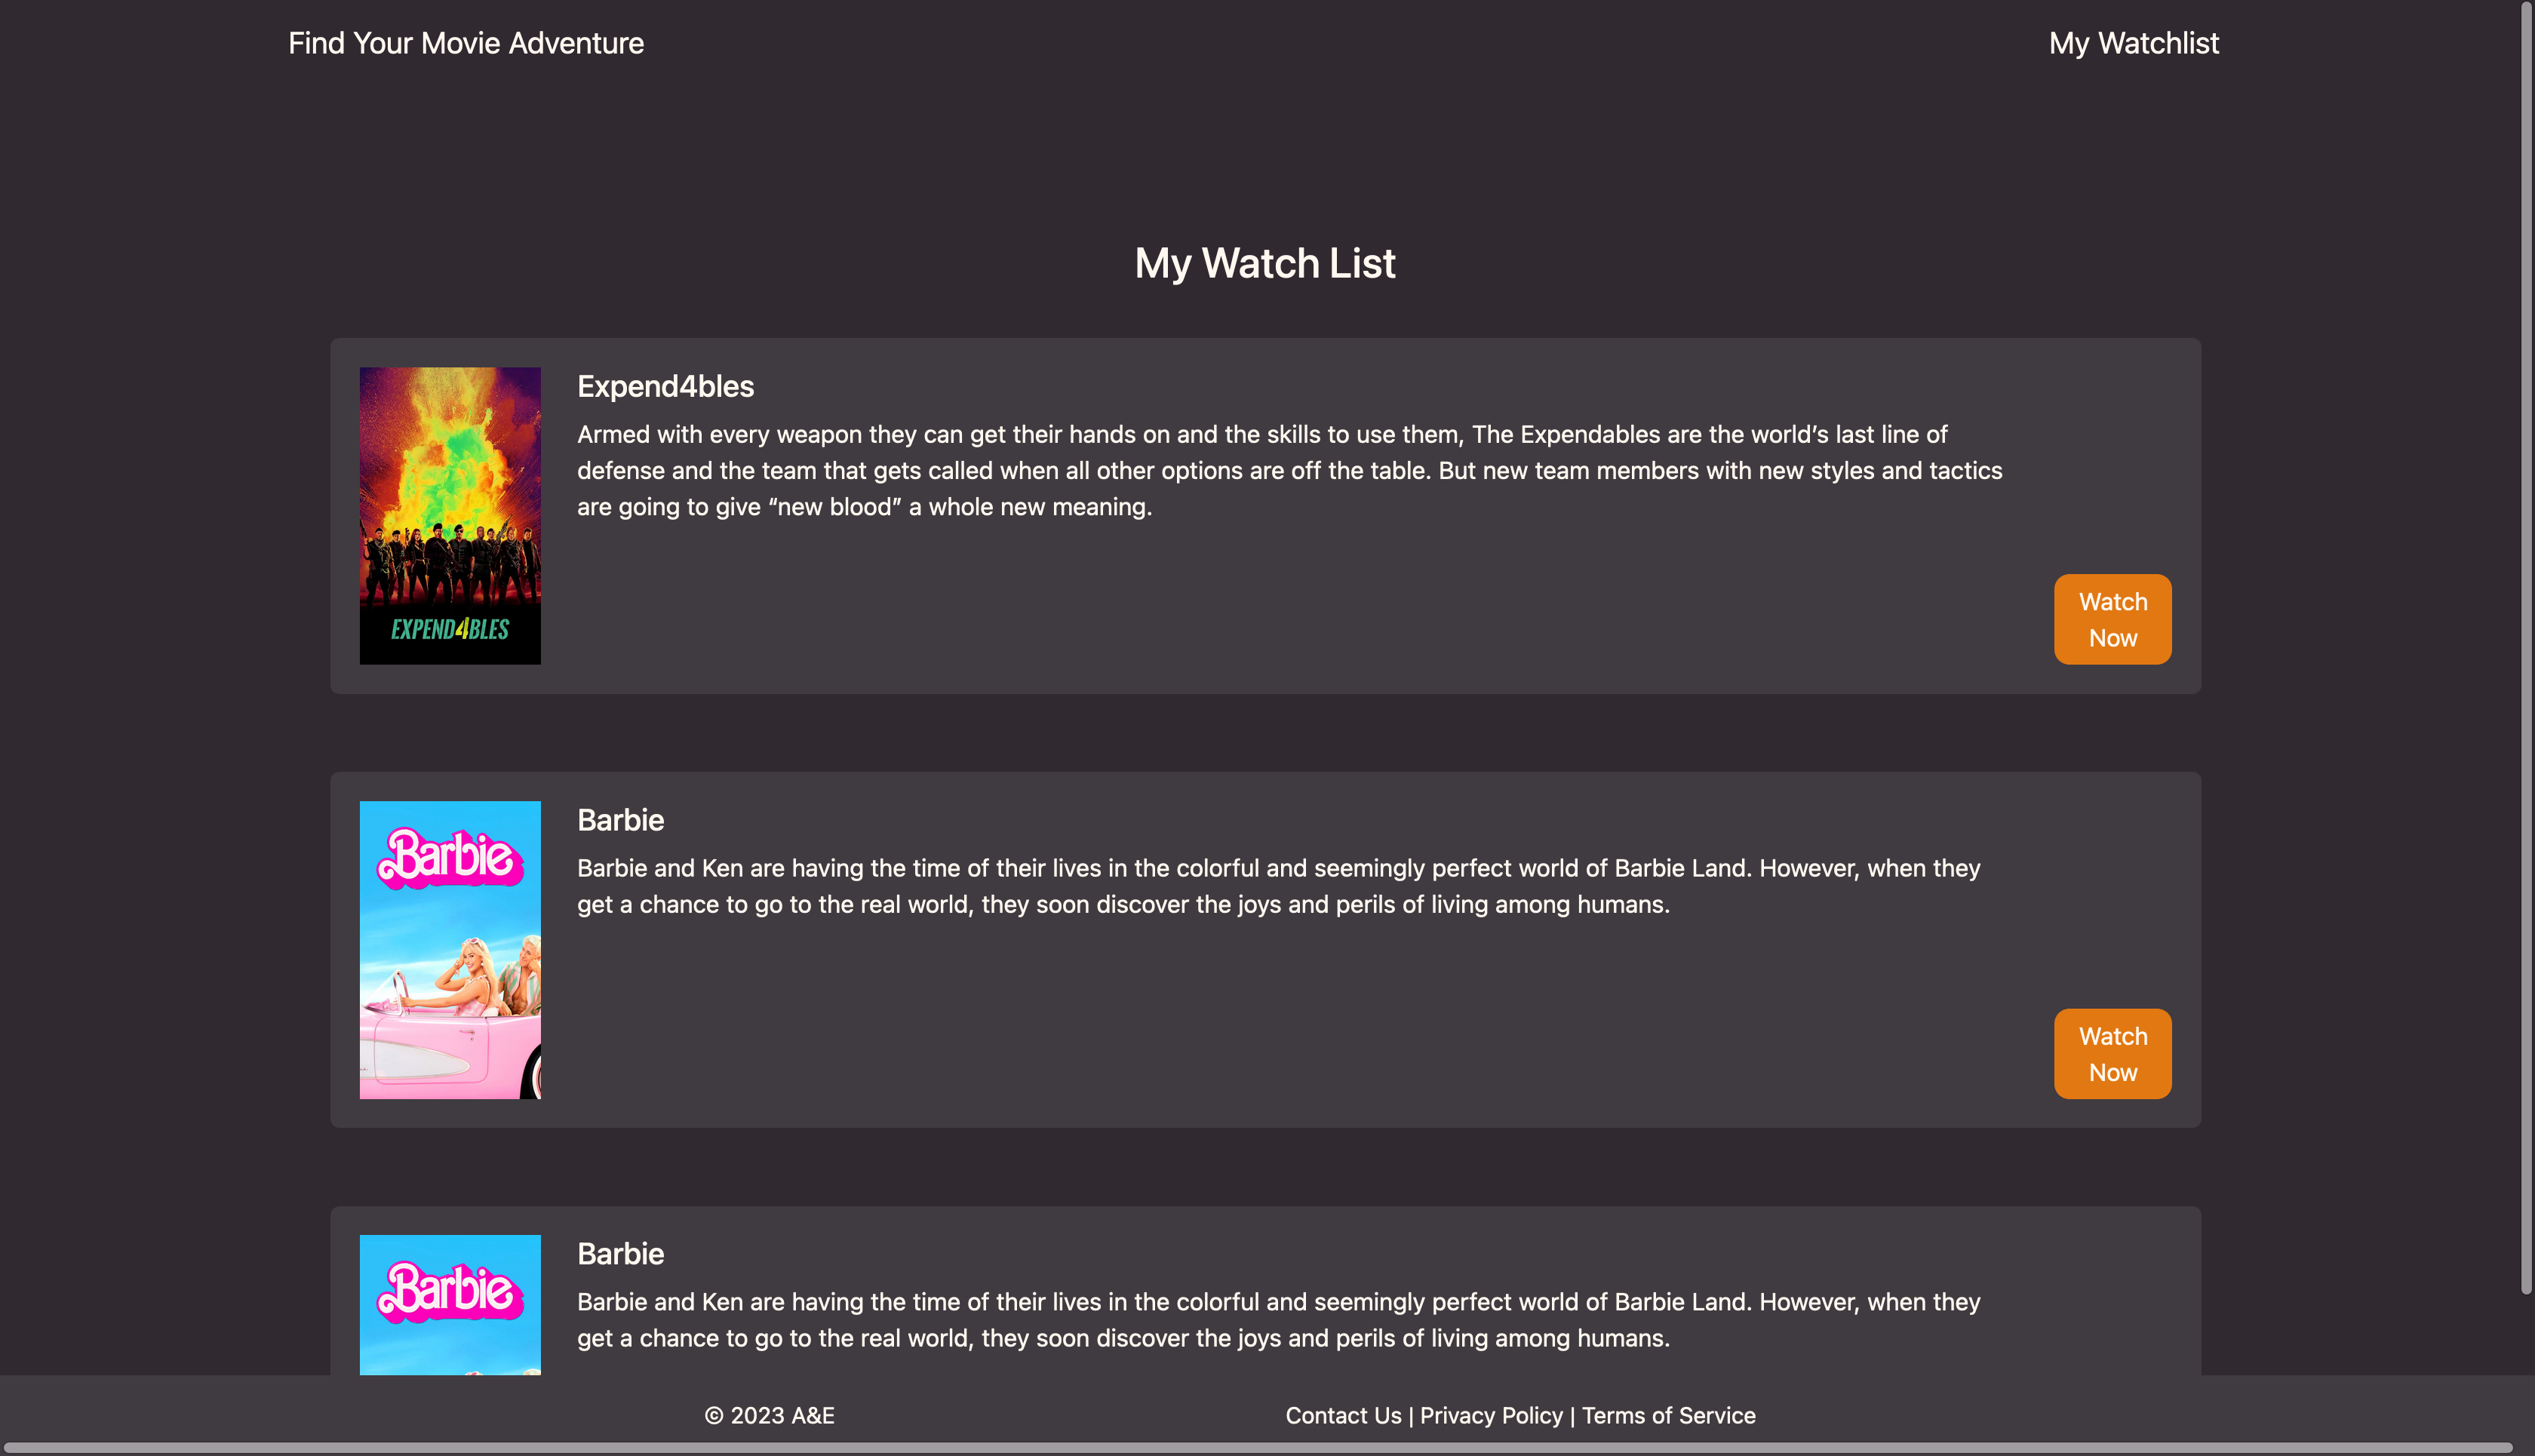 Find Your Movie Adventure
My Watchlist
My Watch List
EXPEND4BLES
Expend4bles
Armed with every weapon they can get their hands on and the skills to use them, The Expendables are the world’s last line of
defense and the team that gets called when all other options are off the table. But new team members with new styles and tactics
are going to give “new blood” a whole new meaning.
Watch
Now
Barbie
Barbie
Barbie and Ken are having the time of their lives in the colorful and seemingly perfect world of Barbie Land. However, when they
get a chance to go to the real world, they soon discover the joys and perils of living among humans.
Watch
Now
Barbie
Barbie
Barbie and Ken are having the time of their lives in the colorful and seemingly perfect world of Barbie Land. However, when they
get a chance to go to the real world, they soon discover the joys and perils of living among humans.
© 2023 A&E
Contact Us | Privacy Policy | Terms of Service